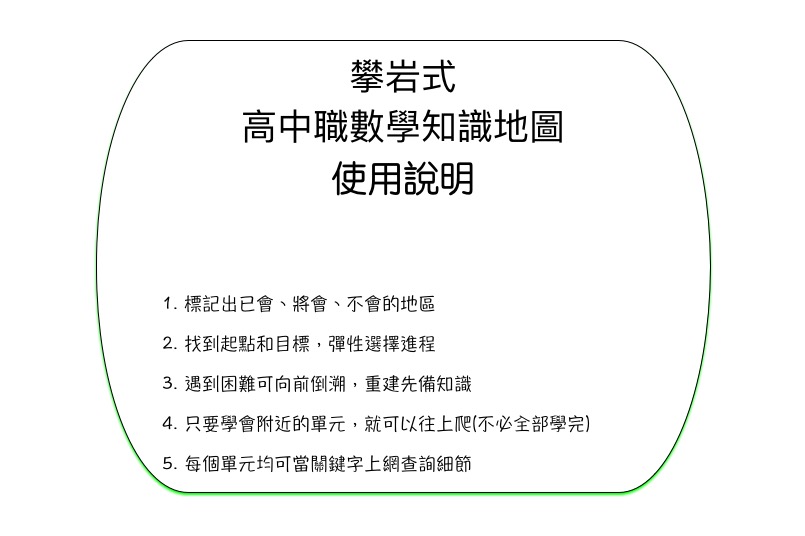 攀岩式
高中職數學知識地圖
使用說明
1. 標記出已會、將會、不會的地區
2. 找到起點和目標，彈性選擇進程
3. 遇到困難可向前倒溯，重建先備知識
4. 只要學會附近的單元，就可以往上爬(不必全部學完)
5. 每個單元均可當關鍵字上網查詢細節